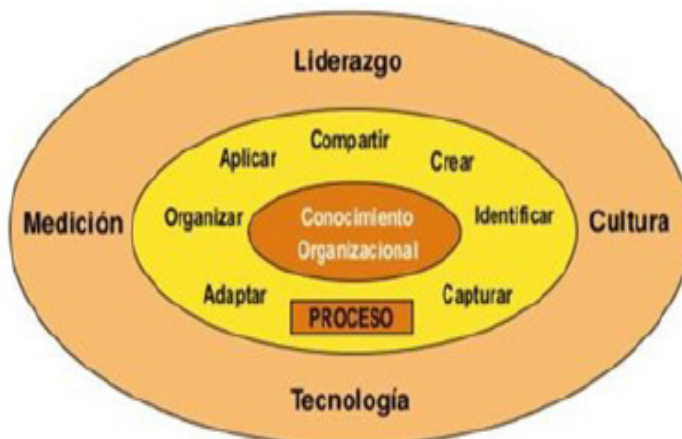 Liderazgo
Compartir
Aplicar
Crear
Medición
Organizar
Conocimiento
Organizacional
Identificar
Cultura
Adaptar
Capturar
PROCESO
Tecnología